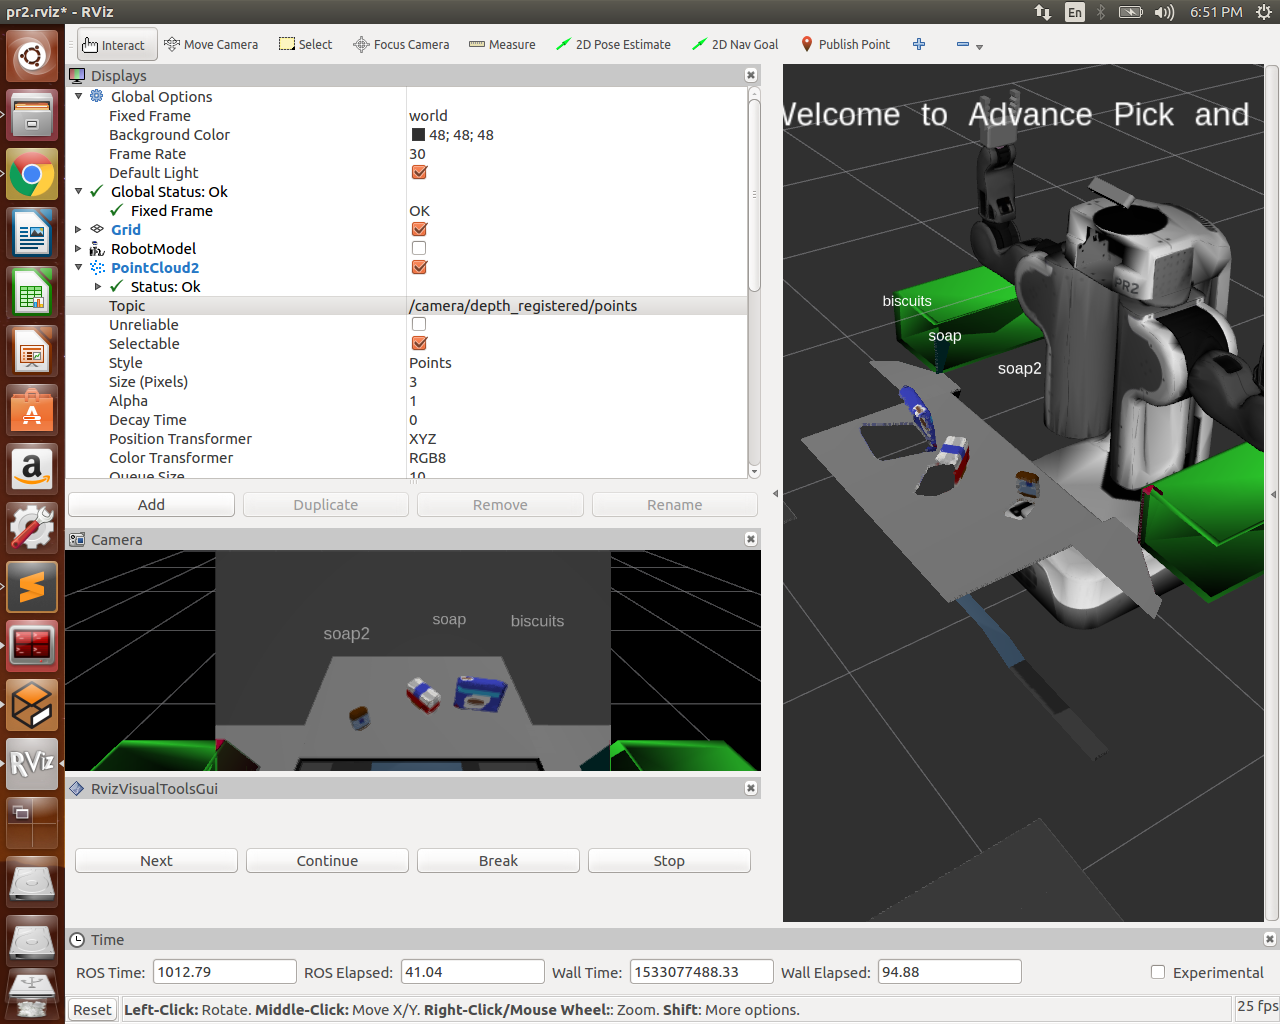 pr2.rviz* - RViz
En
6:51 PM
Interact
Move Camera
Select
Focus Camera
Measure
2D Pose Estimate
2D Nav Goal
Publish Point
Displays
Global Options
Fixed Frame world
Background Color 48; 48; 48
Frame Rate 30
Default Light
Global Status: Ok
Fixed Frame OK
Grid
RobotModel
PointCloud2
Status: Ok
Topic /camera/depth_registered/points
Unreliable
Selectable
Style Points
Size (Pixels) 3
Alpha 1
Decay Time 0
Position Transformer XYZ
Color Transformer RGB8
Queue Size 10
Add
Duplicate
Remove
Rename
Camera
soap2
soap
biscuits
RvizVisualToolsGui
Next
Continue
Break
Stop
Welcome to Advance Pick and
PR2
biscuits
soap
soap2
Time
ROS Time: 1012.79
ROS Elapsed: 41.04
Wall Time: 1533077488.33
Wall Elapsed: 94.88
Experimental
Reset
Left-Click: Rotate. Middle-Click: Move X/Y. Right-Click/Mouse Wheel:: Zoom. Shift: More options.
25 fps
RViz
a